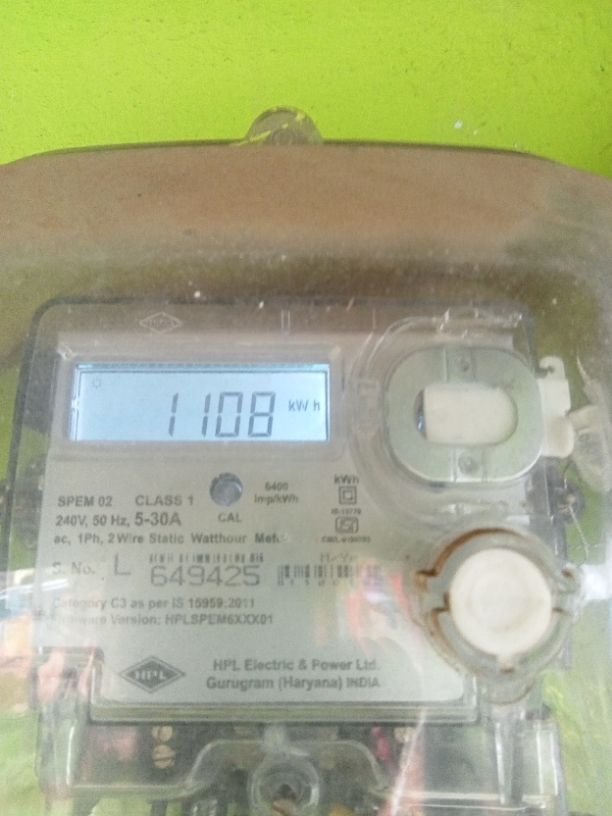 1108 kWh
SPEM 02 CLASS 1
6400 imp/kWh
kWh
240V, 50 Hz, 5-30A
CAL
ac, 1Ph, 2 Wire Static Watthour
S. No. L 649425
Category C3 as per IS 15959:2011
Version: HPLSPEM6XXX01
HPL
HPL Electric & Power Ltd.
Gurugram (Haryana) INDIA